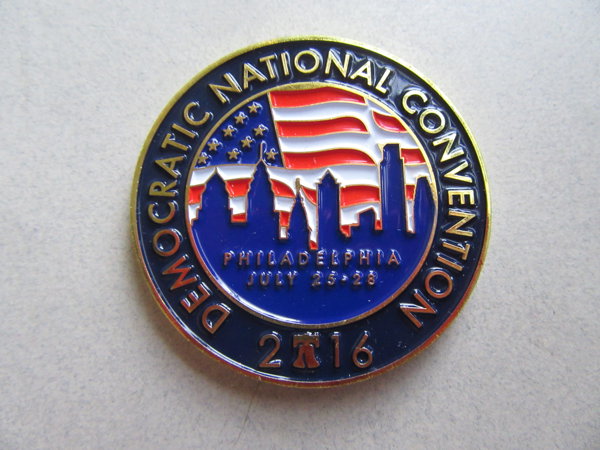 DEMOCRATIC NATIONAL CONVENTION
PHILADELPHIA
JULY 25-28
2016